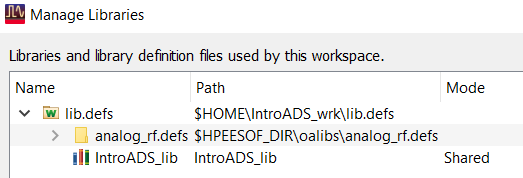 Manage Libraries
Libraries and library definition files used by this workspace.
Name Path Mode
lib.defs $HOME\IntroADS_wrk\lib.defs
analog_rf.defs $HPEESOF_DIR\oalibs\analog_rf.defs
IntroADS_lib IntroADS_lib Shared